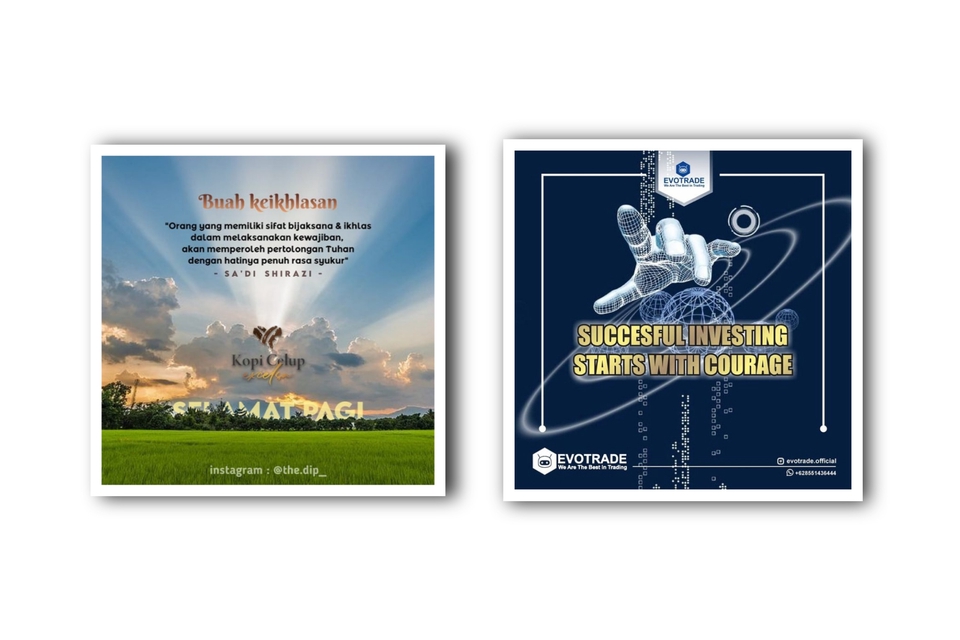 Buah keikhlasan
"Orang yang memiliki sifat bijaksana & ikhlas
dalam melaksanakan kewajiban,
akan memperoleh pertolongan Tuhan
dengan hatinya penuh rasa syukur"
- SA'DI SHIRAZI -
Kopi Celup
SELAMAT PAGI
instagram : @the.dip_
EVOTRADE
We Are The Best in Trading
SUCCESFUL INVESTING
STARTS WITH COURAGE
EVOTRADE
We Are The Best in Trading
evotrade.official
+628551436444